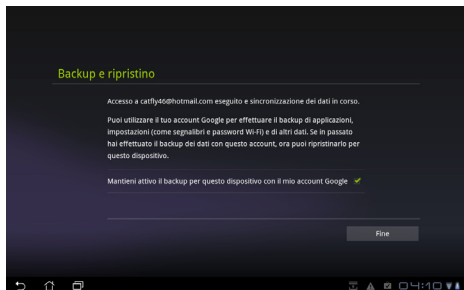 Backup e ripristino
Accesso a catfly46@hotmail.com eseguito e sincronizzazione dei dati in corso.
Puoi utilizzare il tuo account Google per effettuare il backup di applicazioni,
impostazioni (come segnalibri e password Wi-Fi) e di altri dati. Se in passato
hai effettuato il backup dei dati con questo account, ora puoi ripristinarlo per
questo dispositivo.
Mantieni attivo il backup per questo dispositivo con il mio account Google
Fine
04:10